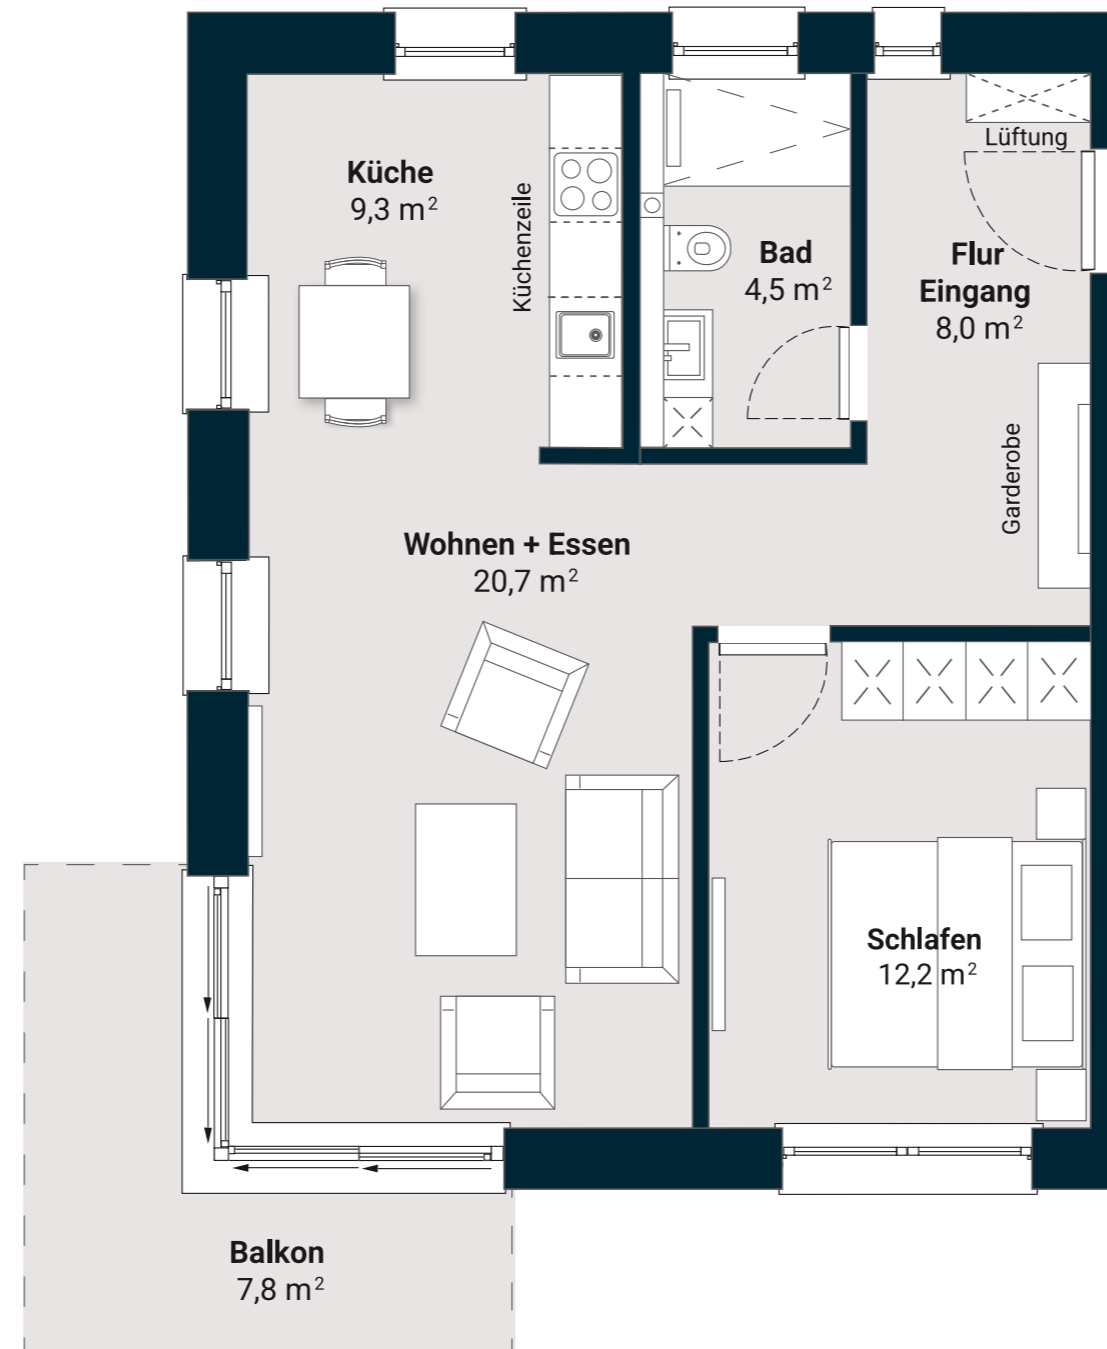 Küche
9,3 m²
Küchenzeile
Bad
4,5 m²
Lüftung
Flur
Eingang
8,0 m²
Garderobe
Wohnen + Essen
20,7 m²
Schlafen
12,2 m²
Balkon
7,8 m²